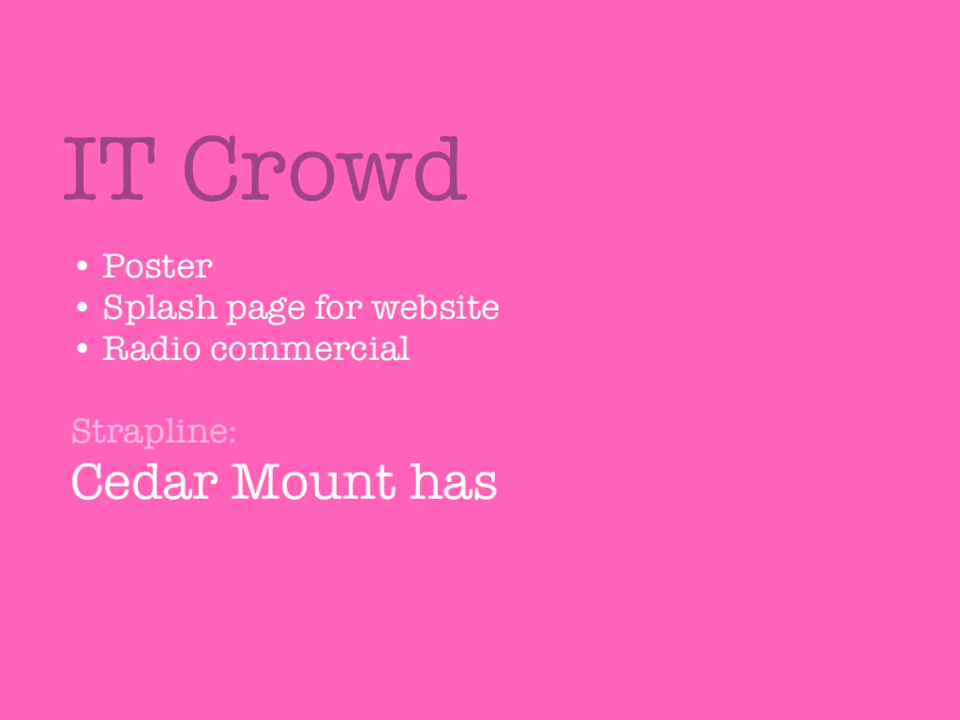 IT Crowd
• Poster
• Splash page for website
• Radio commercial
Strapline:
Cedar Mount has